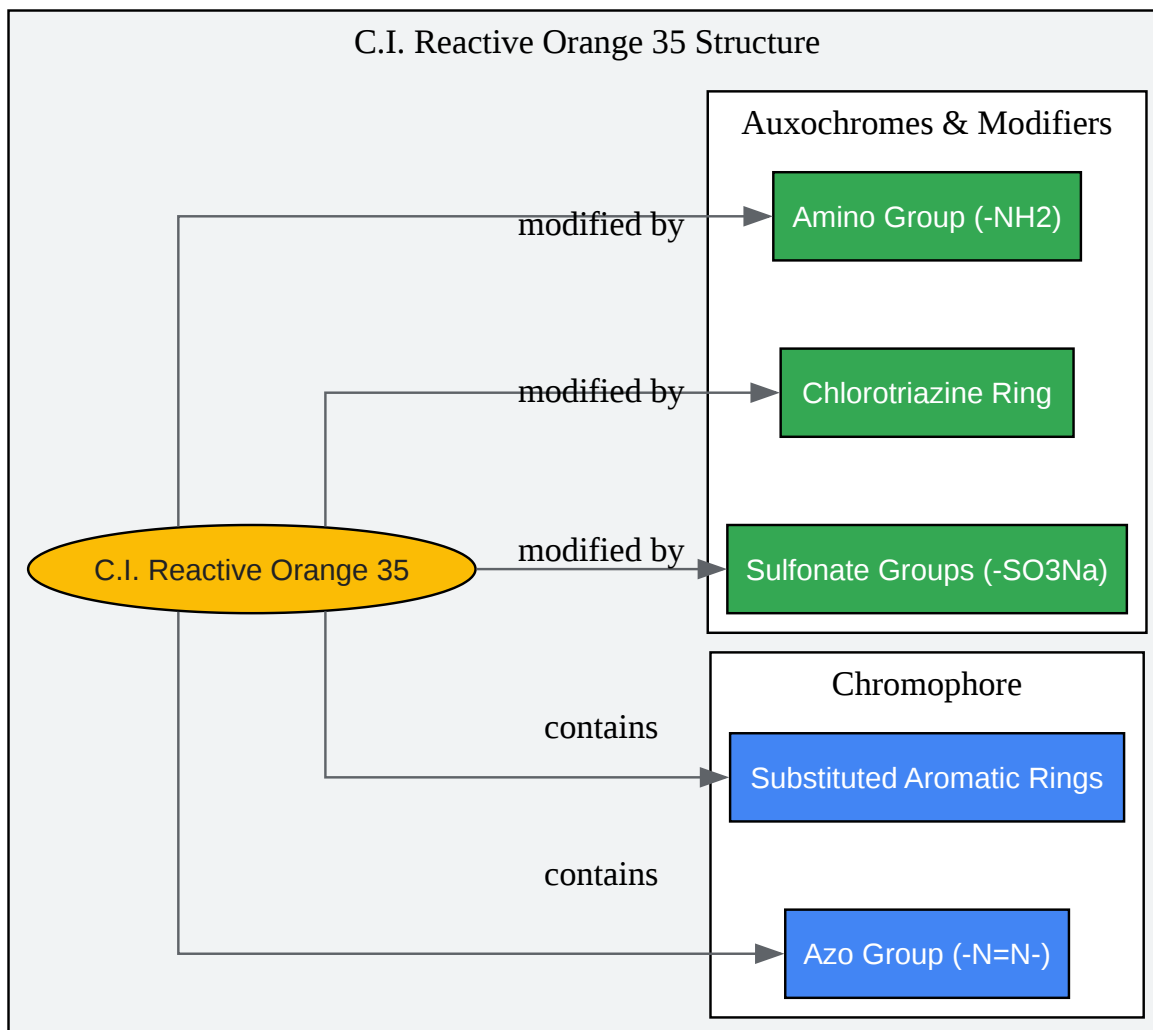 C.I. Reactive Orange 35 Structure
Auxochromes & Modifiers
modified by
Amino Group (-NH2)
modified by
Chlorotriazine Ring
C.I. Reactive Orange 35
modified by
Sulfonate Groups (-SO3Na)
Chromophore
contains
Substituted Aromatic Rings
contains
Azo Group (-N=N-)